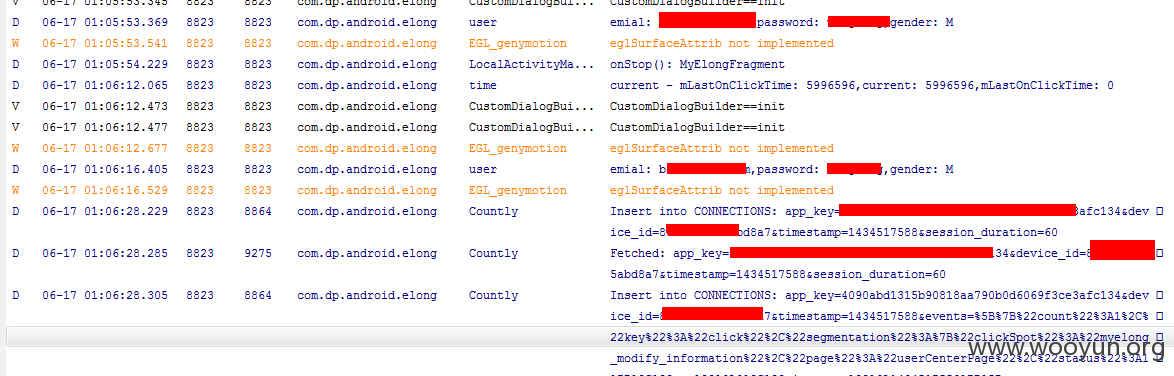 V 06-17 01:05:53.345 8823 8823 com.dp.android.elong CustomDialogBui... CustomDialogBuilder==init
D 06-17 01:05:53.369 8823 8823 com.dp.android.elong user emial: password: ,gender: M
W 06-17 01:05:53.541 8823 8823 com.dp.android.elong EGL_genymotion eglSurfaceAttrib not implemented
D 06-17 01:05:54.229 8823 8823 com.dp.android.elong LocalActivityMa... onStop(): MyElongFragment
D 06-17 01:06:12.065 8823 8823 com.dp.android.elong time current - mLastOnClickTime: 5996596,current: 5996596,mLastOnClickTime: 0
V 06-17 01:06:12.473 8823 8823 com.dp.android.elong CustomDialogBui... CustomDialogBuilder==init
V 06-17 01:06:12.477 8823 8823 com.dp.android.elong CustomDialogBui... CustomDialogBuilder==init
W 06-17 01:06:12.677 8823 8823 com.dp.android.elong EGL_genymotion eglSurfaceAttrib not implemented
D 06-17 01:06:16.405 8823 8823 com.dp.android.elong user emial: b ,password: ,gender: M
W 06-17 01:06:16.529 8823 8823 com.dp.android.elong EGL_genymotion eglSurfaceAttrib not implemented
D 06-17 01:06:28.229 8823 8864 com.dp.android.elong Countly Insert into CONNECTIONS: app_key= 3afc134&dev
ice_id=8 bd8a7&timestamp=1434517588&session_duration=60
D 06-17 01:06:28.285 8823 9275 com.dp.android.elong Countly Fetched: app_key= 34&device_id=
5abd8a7&timestamp=1434517588&session_duration=60
D 06-17 01:06:28.305 8823 8864 com.dp.android.elong Countly Insert into CONNECTIONS: app_key=4090abd1315b90818aa790b0d6069f3ce3afc134&dev
ice_id= 7&timestamp=1434517588&events=%5B%7B%22count%22%3A1%2C%
22key%22%3A%22click%22%2C%22segmentation%22%3A%7B%22clickSpot%22%3A%22myelong
_modify_information%22%2C%22page%22%3A%22userCenterPage%22%2C%22status%22%3A1
www.wooyun.org